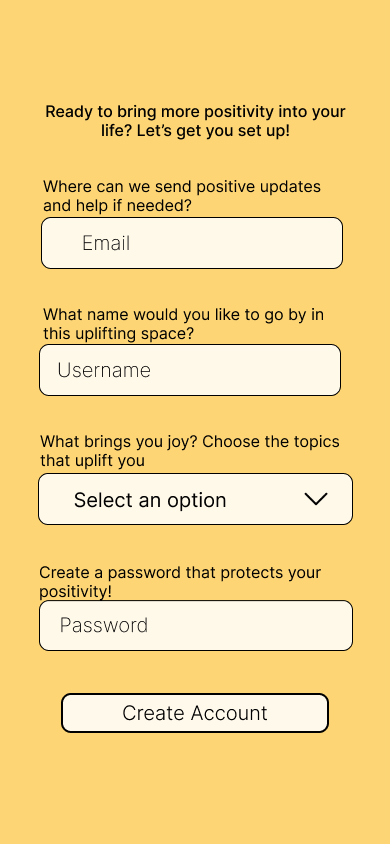 Ready to bring more positivity into your
life? Let’s get you set up!
Where can we send positive updates
and help if needed?
Email
What name would you like to go by in
this uplifting space?
Username
What brings you joy? Choose the topics
that uplift you
Select an option
Create a password that protects your
positivity!
Password
Create Account